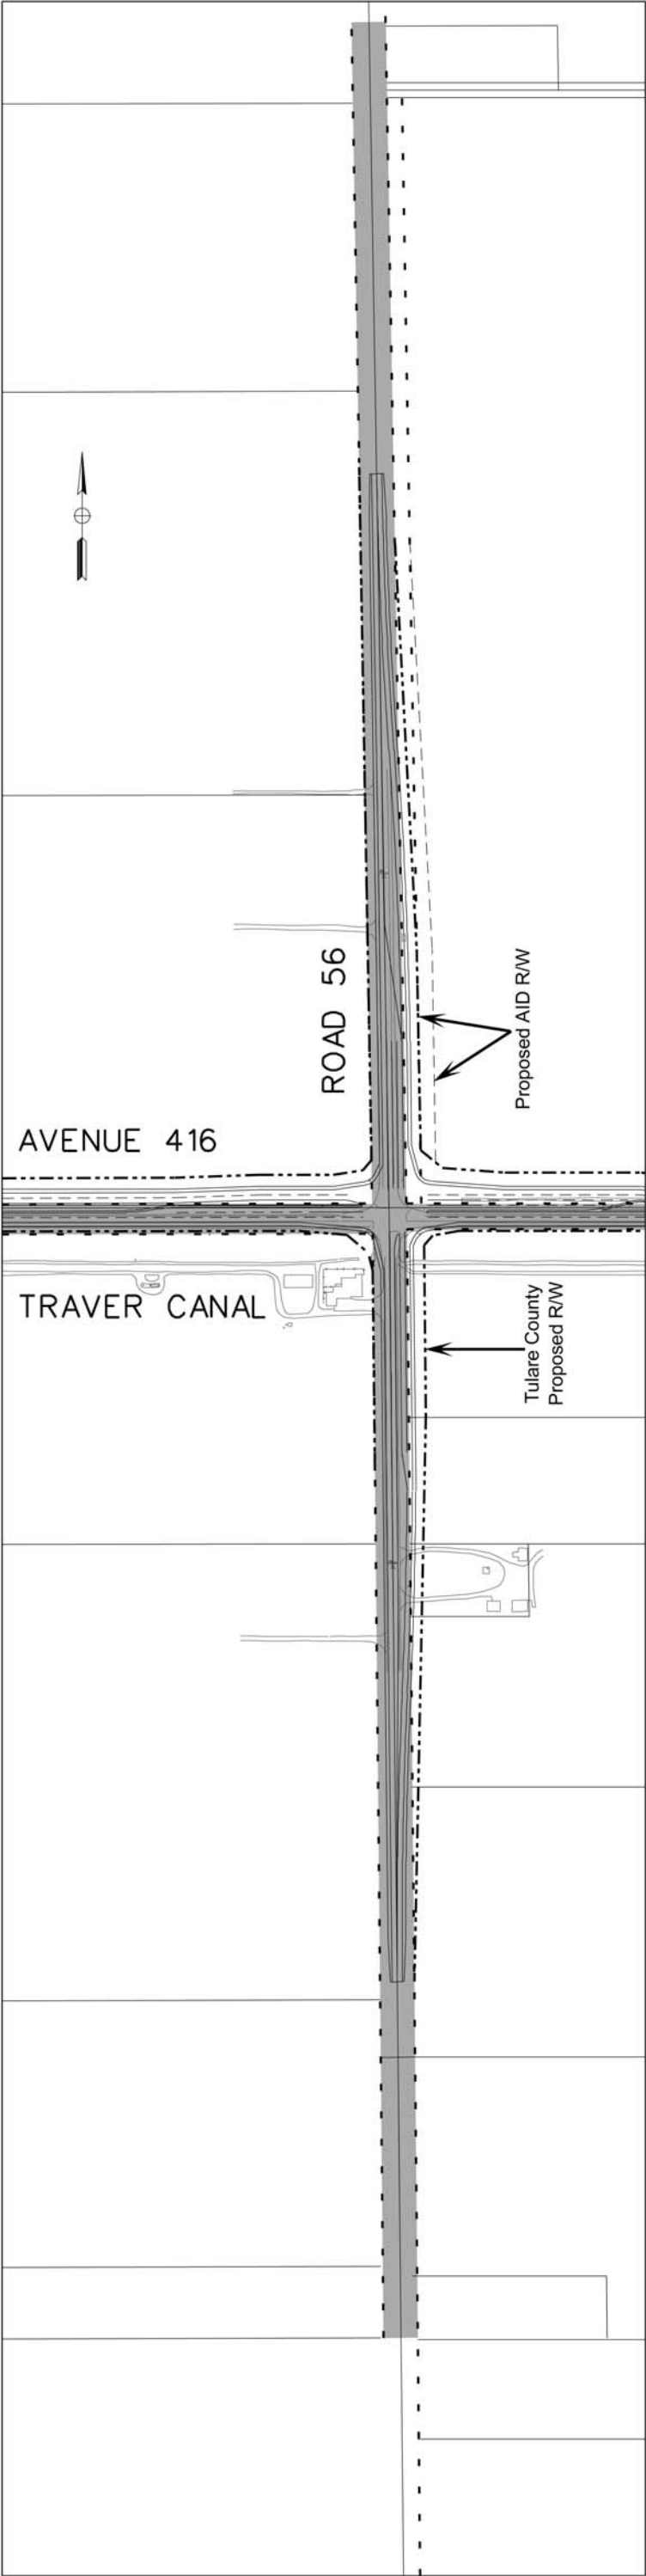 ROAD 56
Proposed AID R/W
AVENUE 416
TRAVER CANAL
Tulare County
Proposed R/W